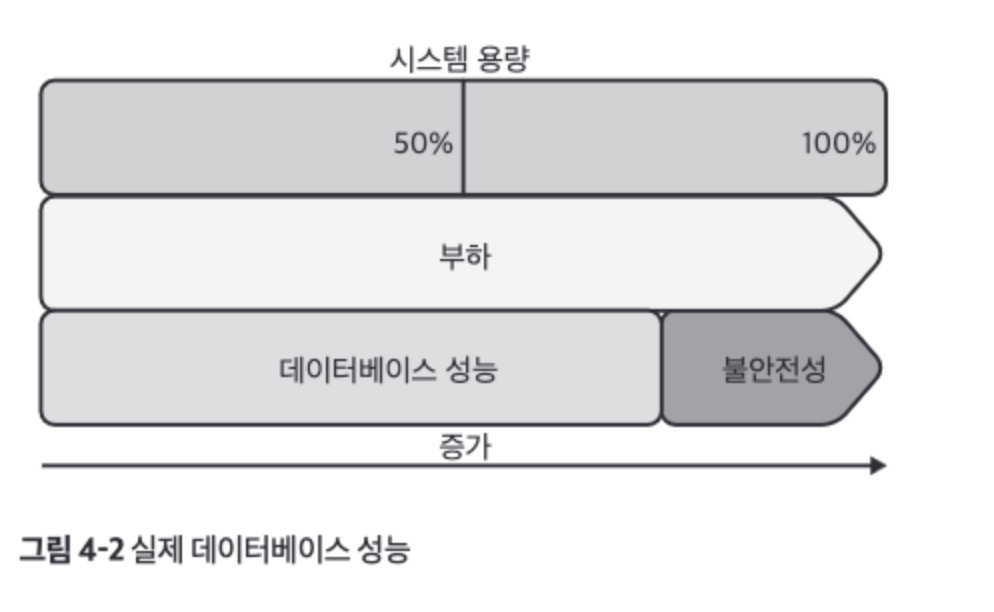 시스템 용량
50%
100%
부하
데이터베이스 성능
불안전성
증가
그림 4-2 실제 데이터베이스 성능